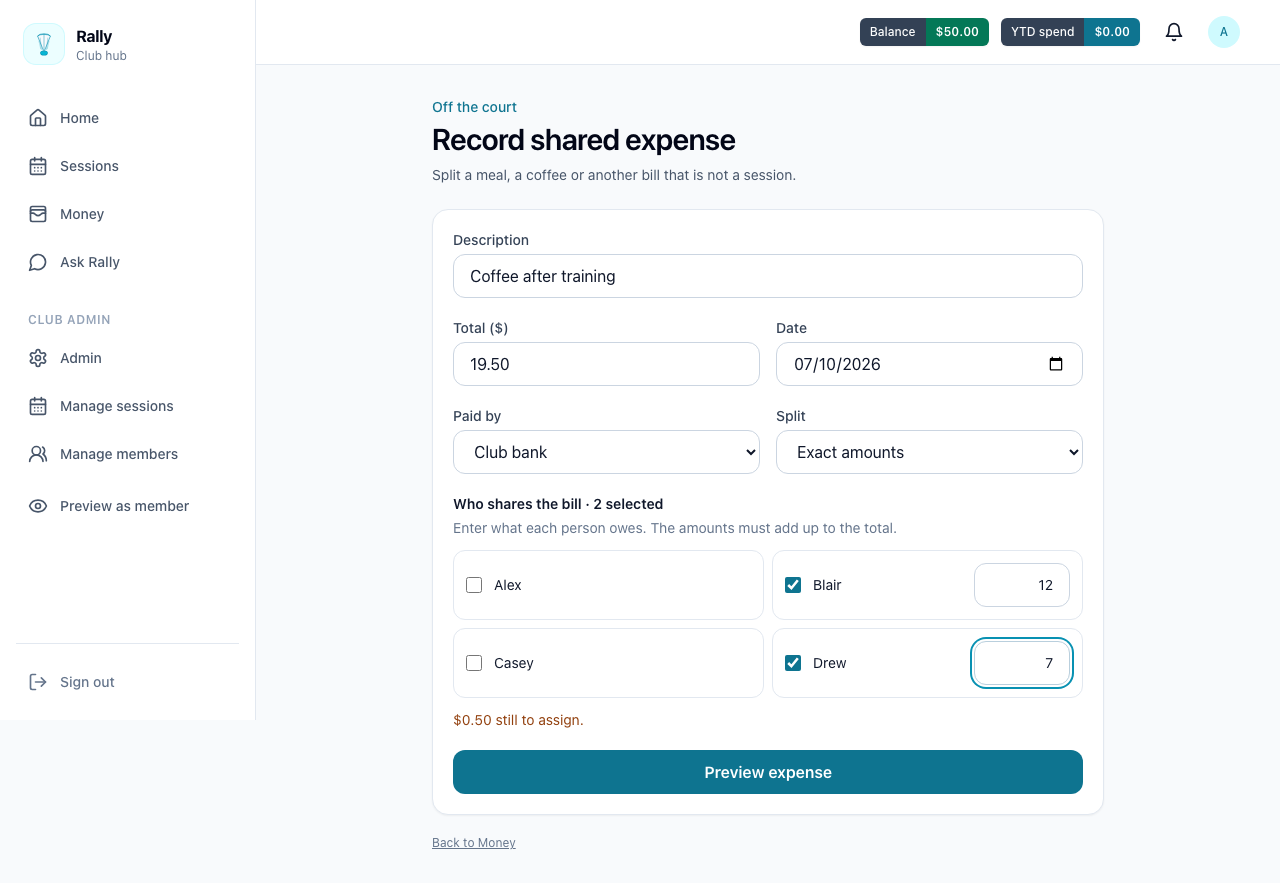 Rally
Club hub
Home
Sessions
Money
Ask Rally
CLUB ADMIN
Admin
Manage sessions
Manage members
Preview as member
Sign out
Balance $50.00 YTD spend $0.00 A
Off the court
Record shared expense
Split a meal, a coffee or another bill that is not a session.
Description
Coffee after training
Total ($) Date
19.50 07/10/2026
Paid by Split
Club bank Exact amounts
Who shares the bill · 2 selected
Enter what each person owes. The amounts must add up to the total.
Alex Blair 12
Casey Drew 7
$0.50 still to assign.
Preview expense
Back to Money